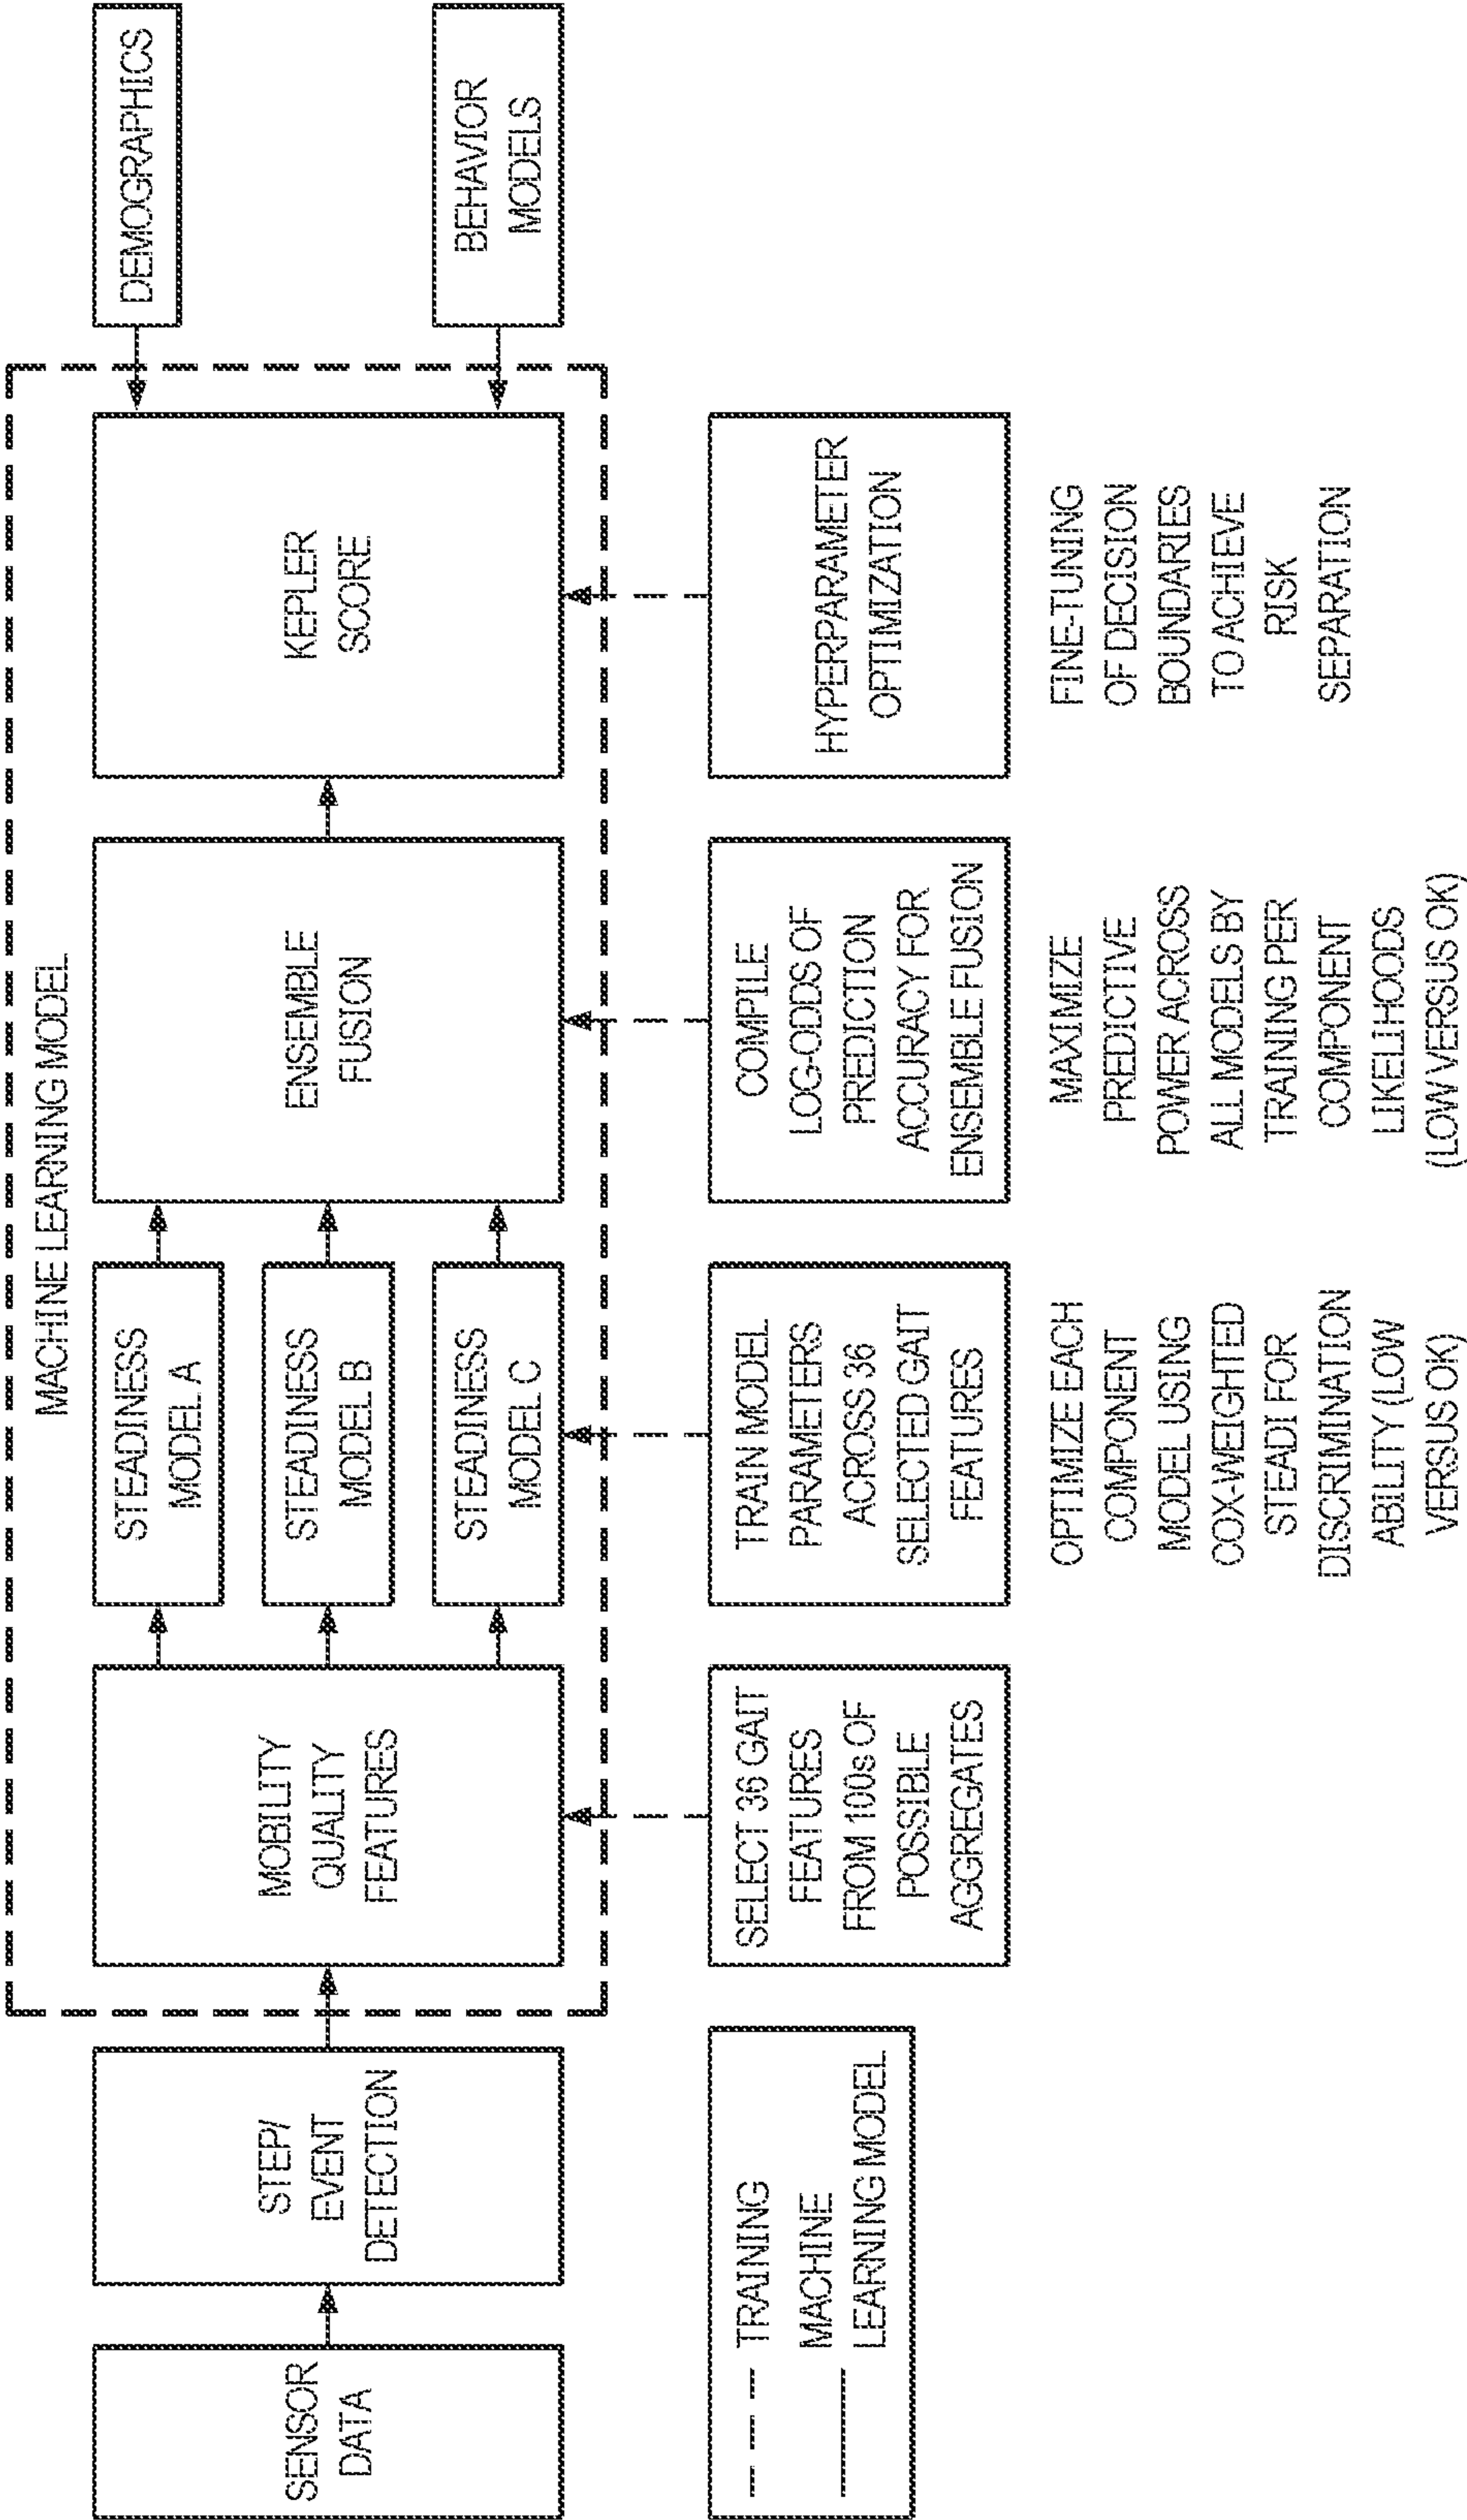 MACHINE LEARNING MODEL
SENSOR
DATA
STEP/
EVENT
DETECTION
MOBILITY
QUALITY
FEATURES
STEADINESS
MODEL A
STEADINESS
MODEL B
STEADINESS
MODEL C
ENSEMBLE
FUSION
KEPLER
SCORE
DEMOGRAPHICS
BEHAVIOR
MODELS
TRAINING
MACHINE
LEARNING MODEL
SELECT 36 GAIT
FEATURES
FROM 100s OF
POSSIBLE
AGGREGATES
TRAIN MODEL
PARAMETERS
ACROSS 36
SELECTED GAIT
FEATURES
COMPILE
LOG-ODDS OF
PREDICTION
ACCURACY FOR
ENSEMBLE FUSION
HYPERPARAMETER
OPTIMIZATION
OPTIMIZE EACH
COMPONENT
MODEL USING
COX-WEIGHTED
STEADI FOR
DISCRIMINATION
ABILITY (LOW
VERSUS OK)
MAXIMIZE
PREDICTIVE
POWER ACROSS
ALL MODELS BY
TRAINING PER
COMPONENT
LIKELIHOODS
(LOW VERSUS OK)
FINE-TUNING
OF DECISION
BOUNDARIES
TO ACHIEVE
RISK
SEPARATION